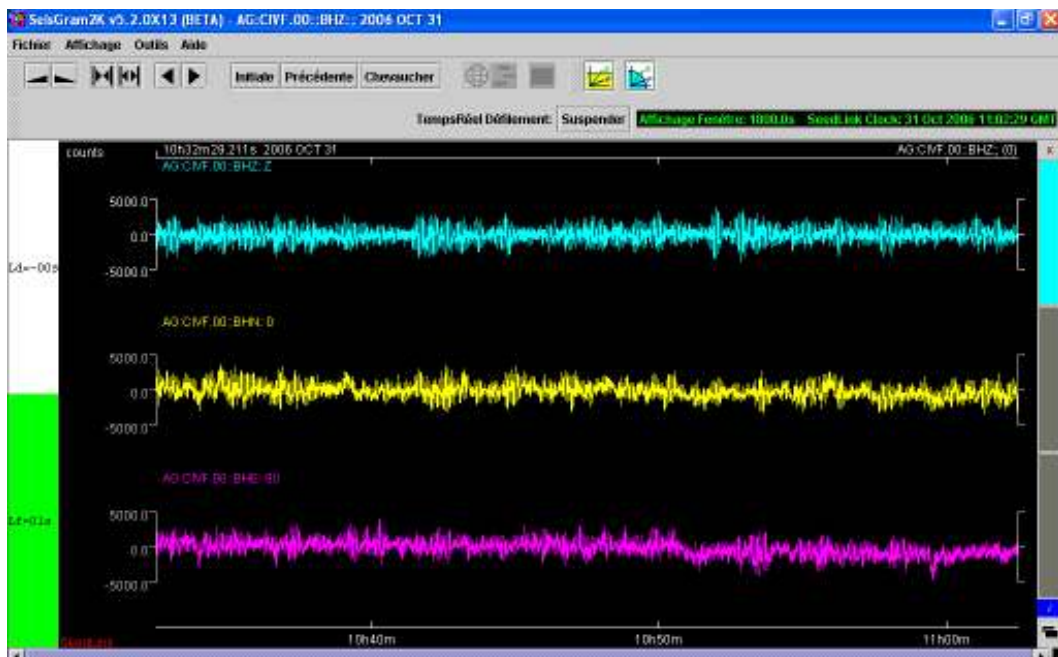 SeisGram2K v5.2.0X13 (BETA) - AG:CIVF.00::BHZ:; 2006 OCT 31
Fichier Affichage Outils Aide
Initiale Précédente Chevaucher
TempsRéel Défilement: Suspender Affichage Fenêtre: 1800.0s SeedLink Clock: 31 Oct 2006 11:02:29 GMT
counts 10h32m29.211s 2006 OCT 31 AG:CIVF.00::BHZ:; (0)
AG:CIVF.00::BHZ: Z
5000.0
0.0
-5000.0
AG:CIVF.00::BHN: 0
5000.0
0.0
-5000.0
AG:CIVF.00::BHE: 90
5000.0
0.0
-5000.0
10h40m 10h50m 11h00m